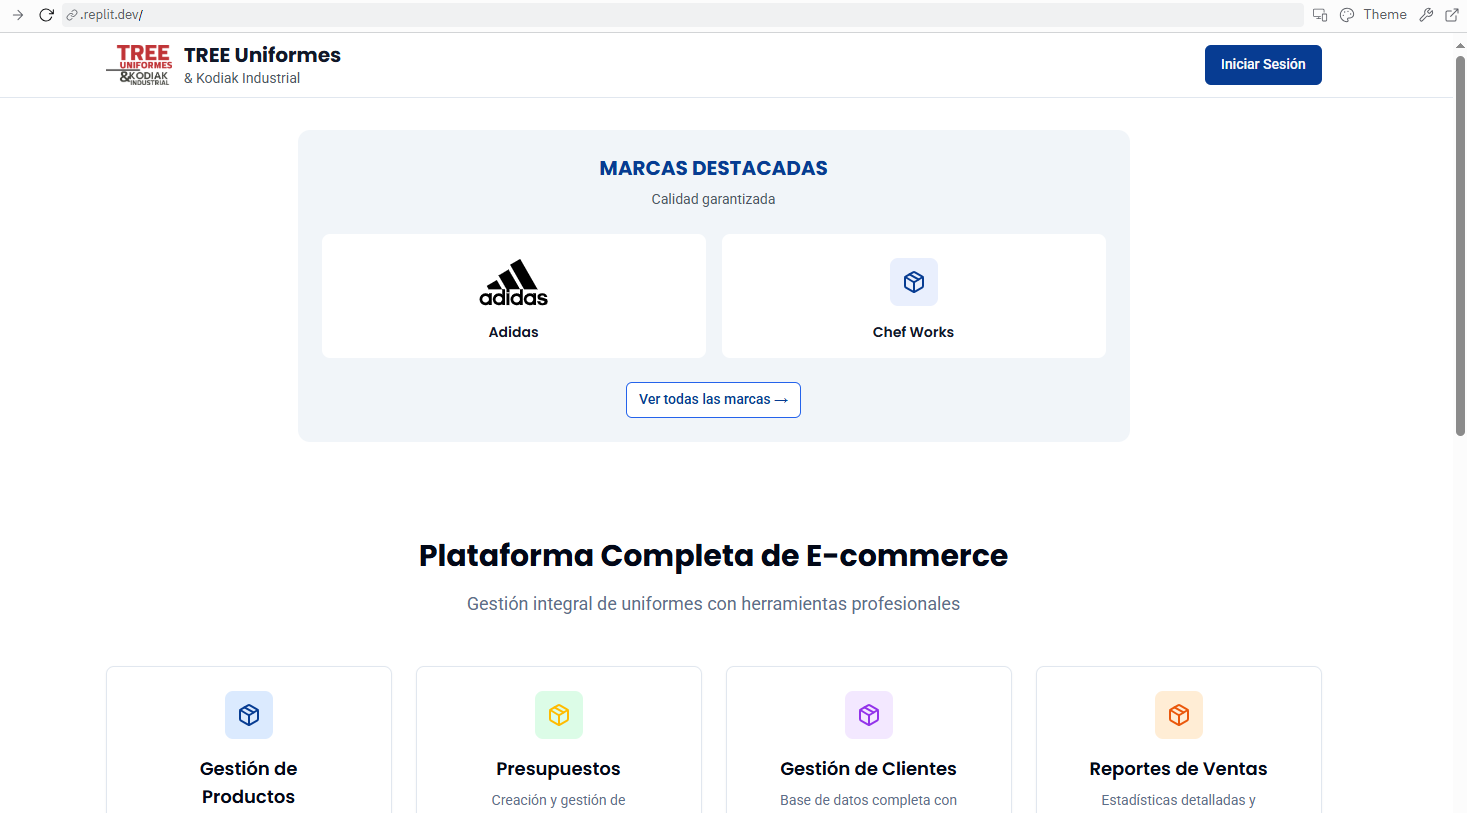 .replit.dev/
Theme
TREE
UNIFORMES
&KODIAK
INDUSTRIAL
TREE Uniformes
& Kodiak Industrial
Iniciar Sesión
MARCAS DESTACADAS
Calidad garantizada
adidas
Adidas
Chef Works
Ver todas las marcas →
Plataforma Completa de E-commerce
Gestión integral de uniformes con herramientas profesionales
Gestión de
Productos
Presupuestos
Creación y gestión de
Gestión de Clientes
Base de datos completa con
Reportes de Ventas
Estadísticas detalladas y